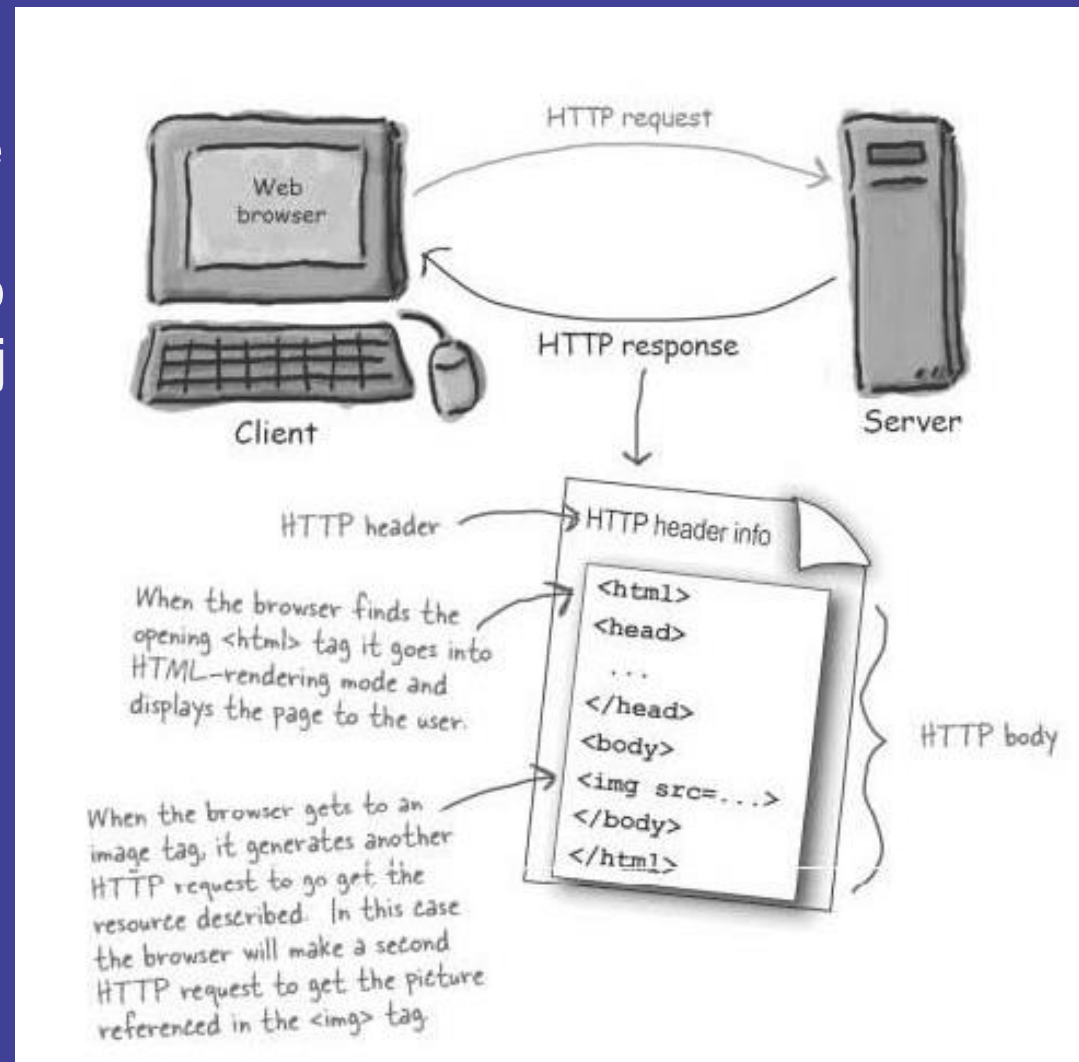 HTTP request
Web
browser
HTTP response
Client
Server
HTTP header
HTTP header info
When the browser finds the
opening <html> tag it goes into
HTML-rendering mode and
displays the page to the user.
<html>
<head>
...
</head>
<body>
<img src=...>
</body>
</html>
HTTP body
When the browser gets to an
image tag, it generates another
HTTP request to go get the
resource described. In this case
the browser will make a second
HTTP request to get the picture
referenced in the <img> tag.